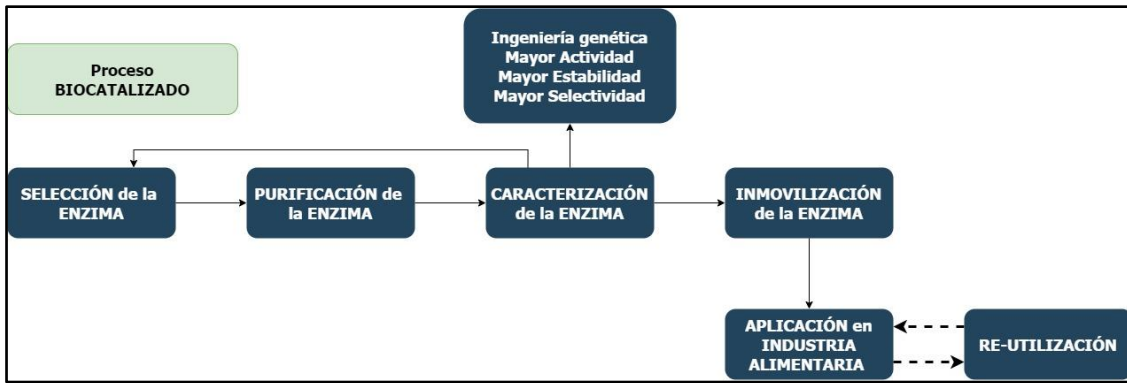 Proceso
BIOCATALIZADO
Ingeniería genética
Mayor Actividad
Mayor Estabilidad
Mayor Selectividad
SELECCIÓN de la
ENZIMA
PURIFICACIÓN de
la ENZIMA
CARACTERIZACIÓN
de la ENZIMA
INMOVILIZACIÓN
de la ENZIMA
APLICACIÓN en
INDUSTRIA
ALIMENTARIA
RE-UTILIZACIÓN